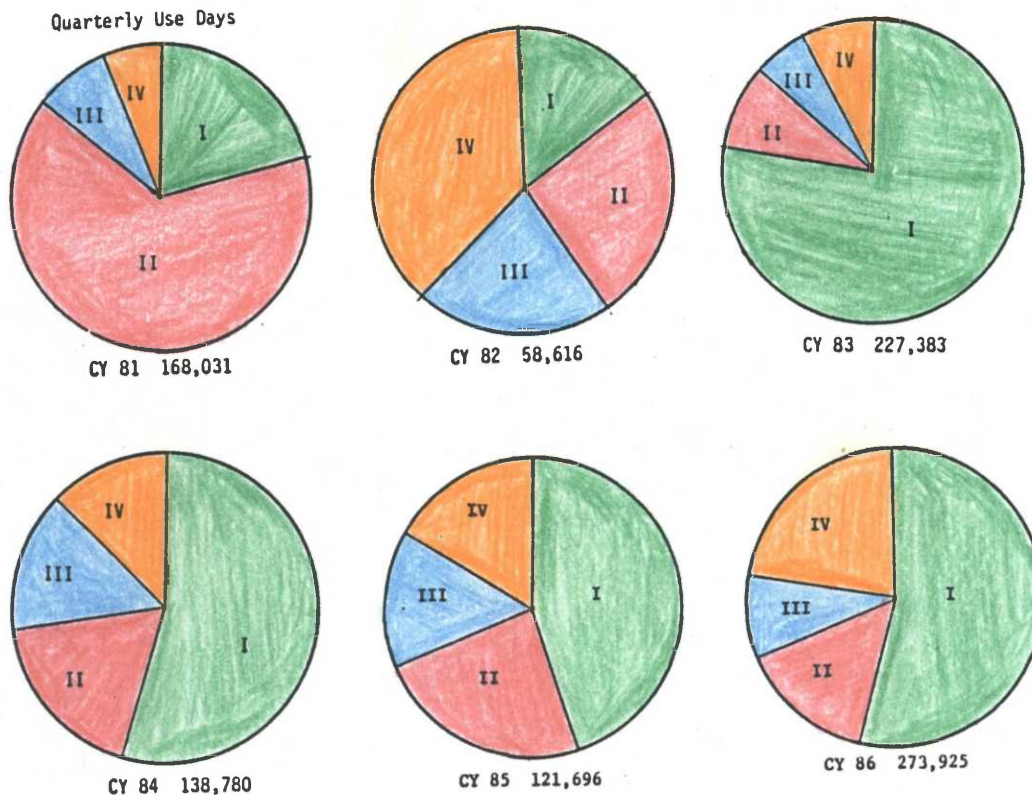 Quarterly Use Days
I
II
III
IV
CY 81 168,031
I
II
III
IV
CY 82 58,616
I
II
III
IV
CY 83 227,383
I
II
III
IV
CY 84 138,780
I
II
III
IV
CY 85 121,696
I
II
III
IV
CY 86 273,925